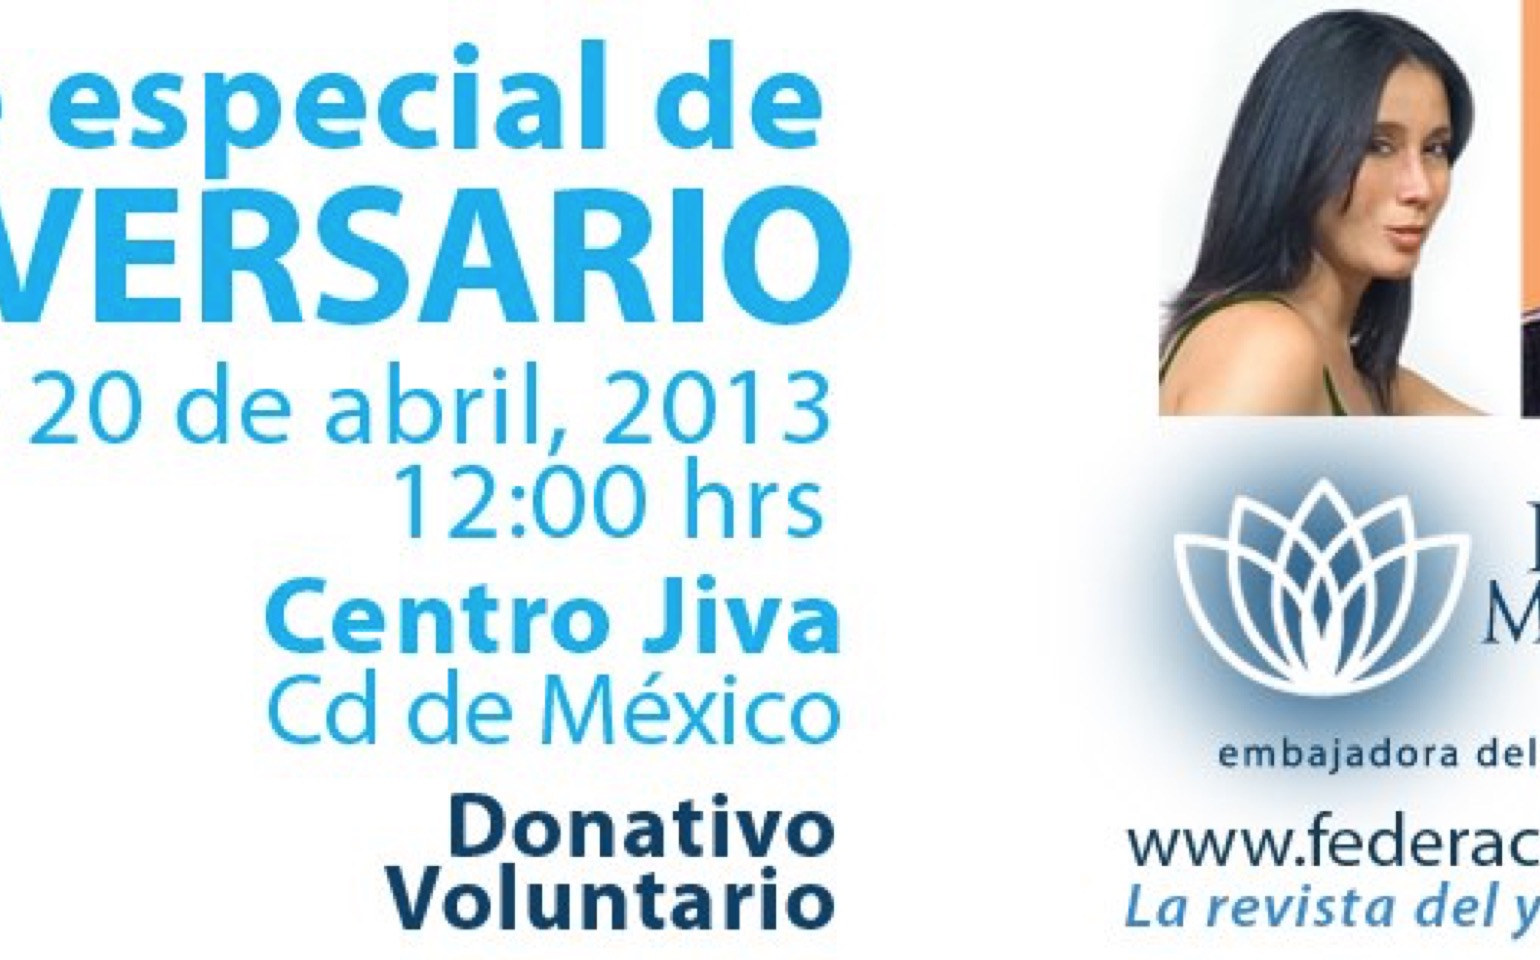 especial de
VERSARIO
20 de abril, 2013
12:00 hrs
Centro Jiva
Cd de México
Donativo
Voluntario
embajadora del
www.federac
La revista del y